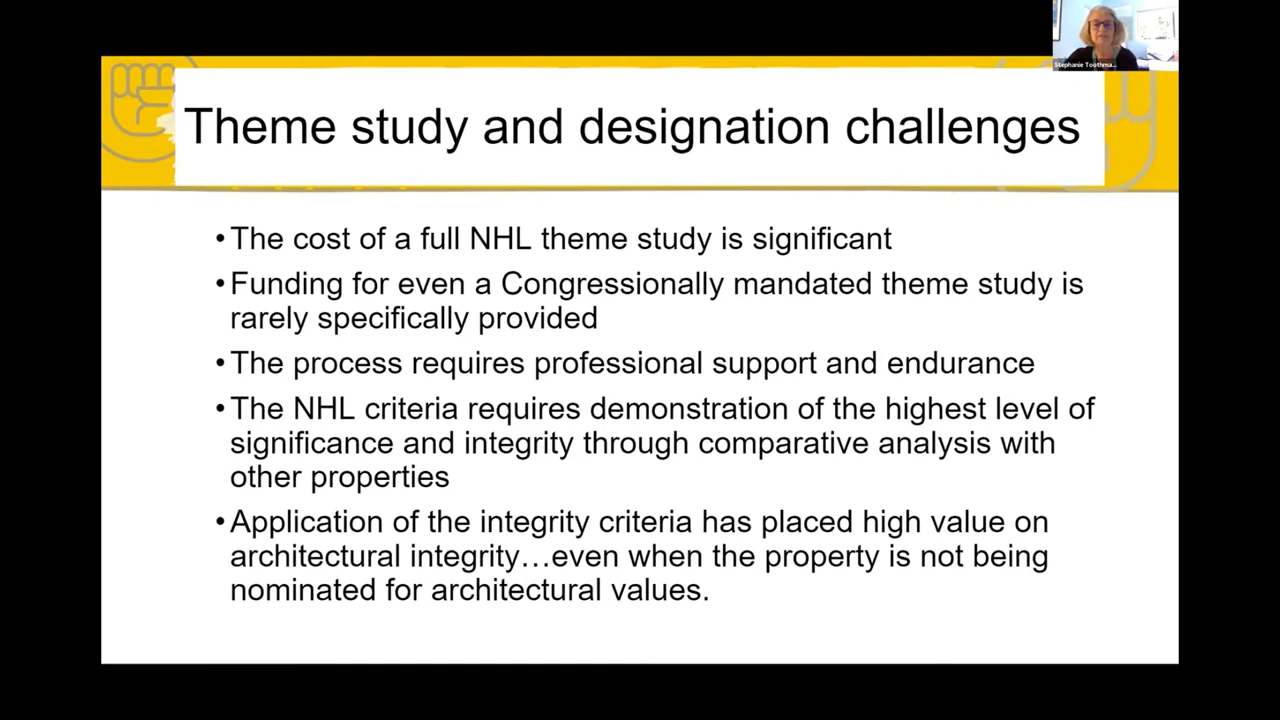 Stephanie Toothma...
Theme study and designation challenges
•The cost of a full NHL theme study is significant
•Funding for even a Congressionally mandated theme study is
rarely specifically provided
•The process requires professional support and endurance
•The NHL criteria requires demonstration of the highest level of
significance and integrity through comparative analysis with
other properties
•Application of the integrity criteria has placed high value on
architectural integrity…even when the property is not being
nominated for architectural values.